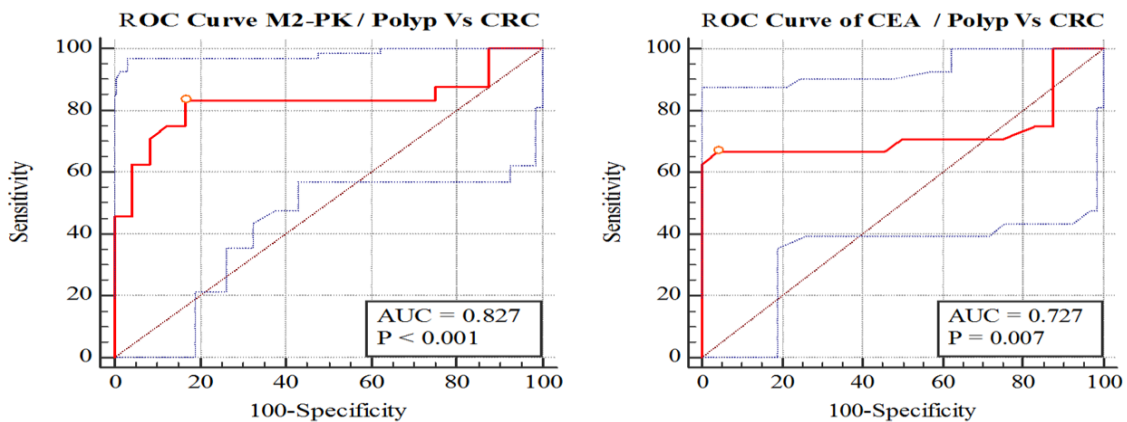 ROC Curve M2-PK / Polyp Vs CRC
100
80
60
40
20
0
Sensitivity
AUC = 0.827
P < 0.001
0 20 40 60 80 100
100-Specificity
ROC Curve of CEA / Polyp Vs CRC
100
80
60
40
20
0
Sensitivity
AUC = 0.727
P = 0.007
0 20 40 60 80 100
100-Specificity